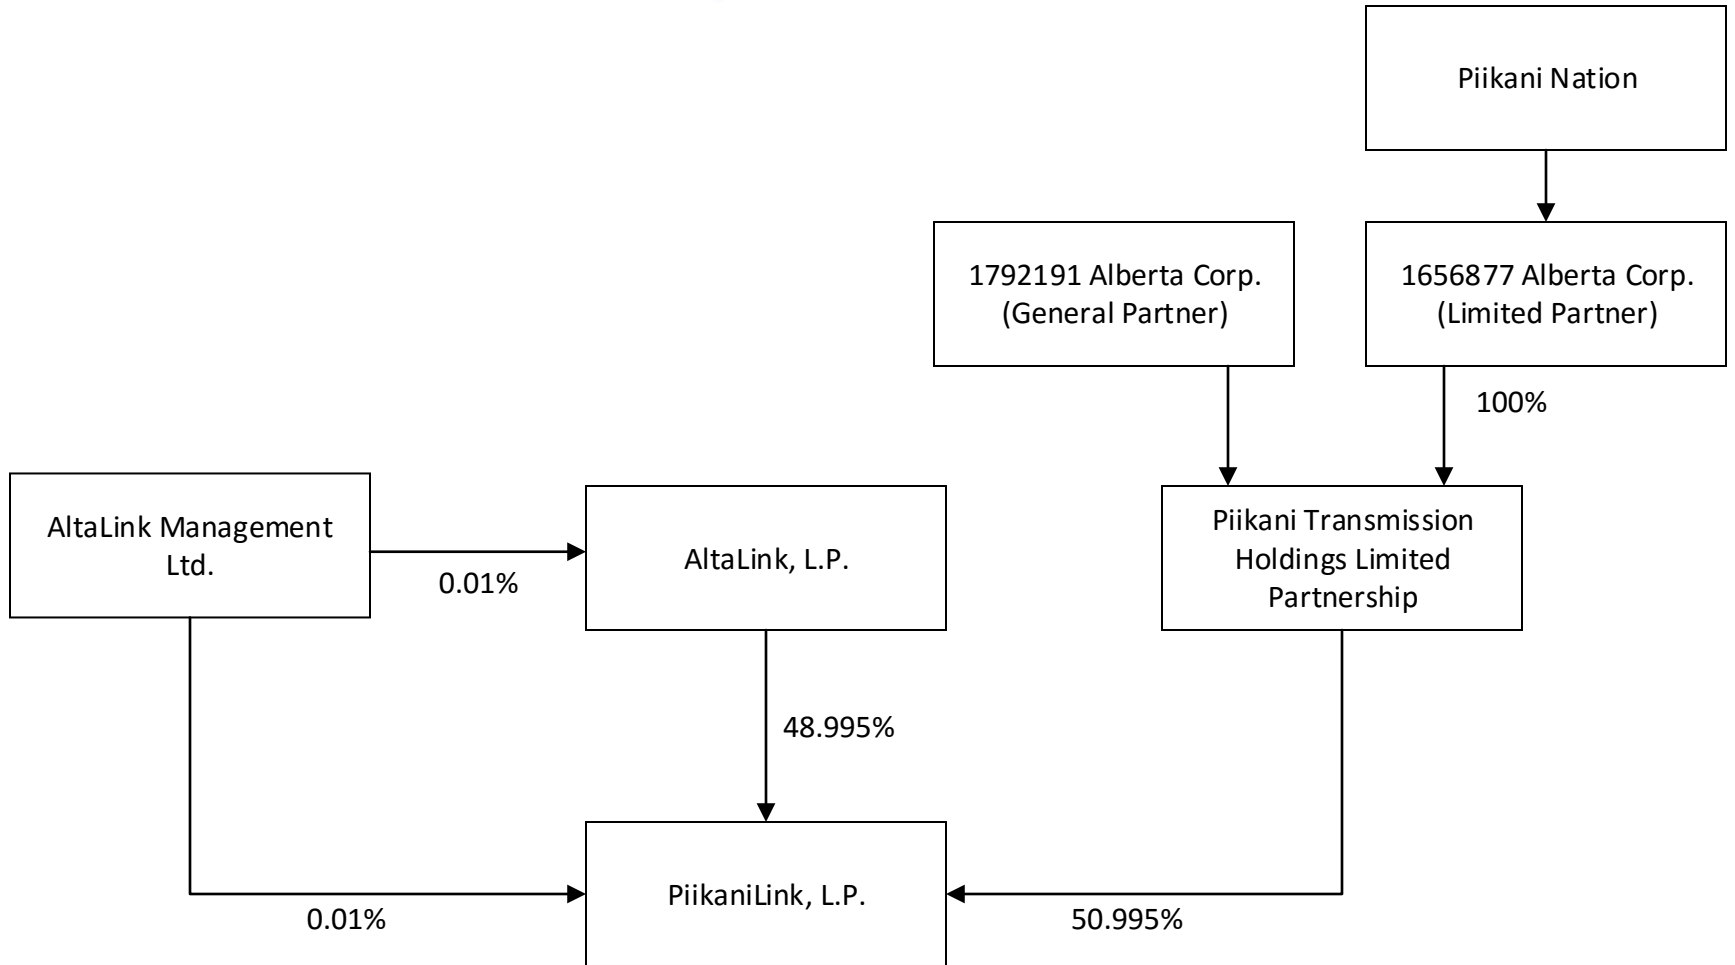 Piikani Nation
1792191 Alberta Corp.
(General Partner)
1656877 Alberta Corp.
(Limited Partner)
100%
AltaLink Management
Ltd.
0.01%
AltaLink, L.P.
Piikani Transmission
Holdings Limited
Partnership
48.995%
PiikaniLink, L.P.
0.01%
50.995%